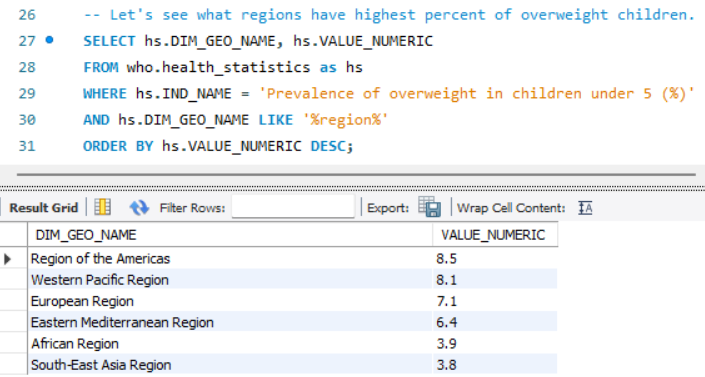 26 -- Let's see what regions have highest percent of overweight children.
27 SELECT hs.DIM_GEO_NAME, hs.VALUE_NUMERIC
28 FROM who.health_statistics as hs
29 WHERE hs.IND_NAME = 'Prevalence of overweight in children under 5 (%)'
30 AND hs.DIM_GEO_NAME LIKE '%region%'
31 ORDER BY hs.VALUE_NUMERIC DESC;
Result Grid Filter Rows: Export: Wrap Cell Content: IA
DIM_GEO_NAME VALUE_NUMERIC
Region of the Americas 8.5
Western Pacific Region 8.1
European Region 7.1
Eastern Mediterranean Region 6.4
African Region 3.9
South-East Asia Region 3.8